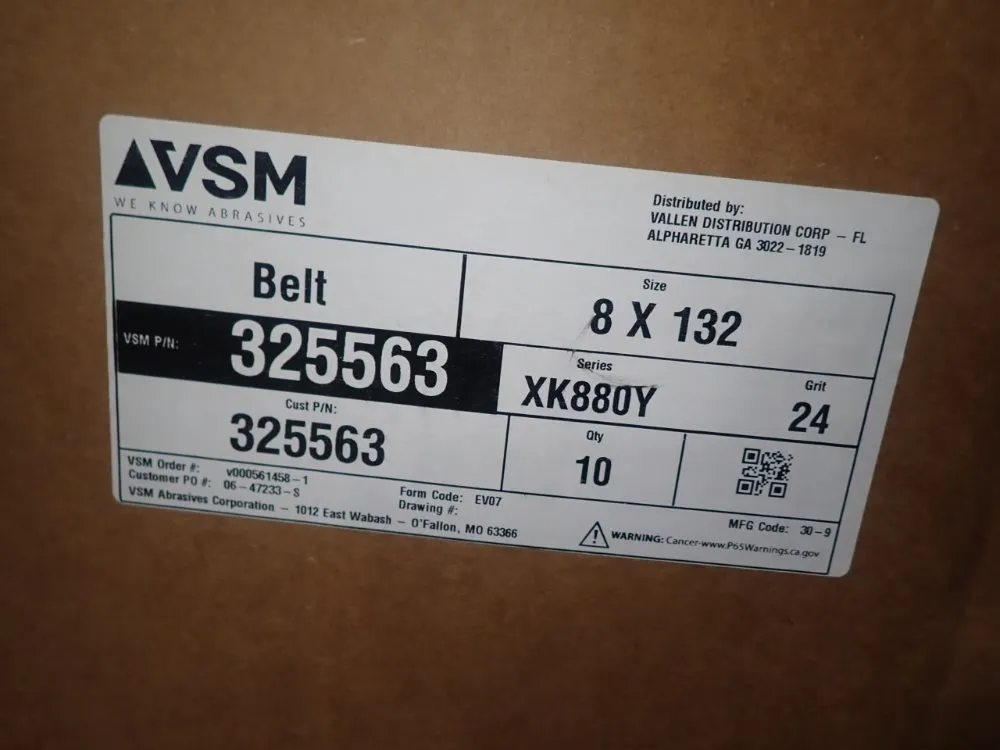 VSM
WE KNOW ABRASIVES
Distributed by:
VALLEN DISTRIBUTION CORP – FL
ALPHARETTA GA 3022–1819
Belt
Size
8 X 132
VSM P/N:
325563
Series
XK880Y
Grit
24
Cust P/N:
325563
Qty
10
VSM Order #: v000561458–1
Customer PO #: 06–47233–S
Form Code: EV07
Drawing #:
VSM Abrasives Corporation – 1012 East Wabash – O'Fallon, MO 63366
MFG Code: 30–9
WARNING: Cancer-www.P65Warnings.ca.gov